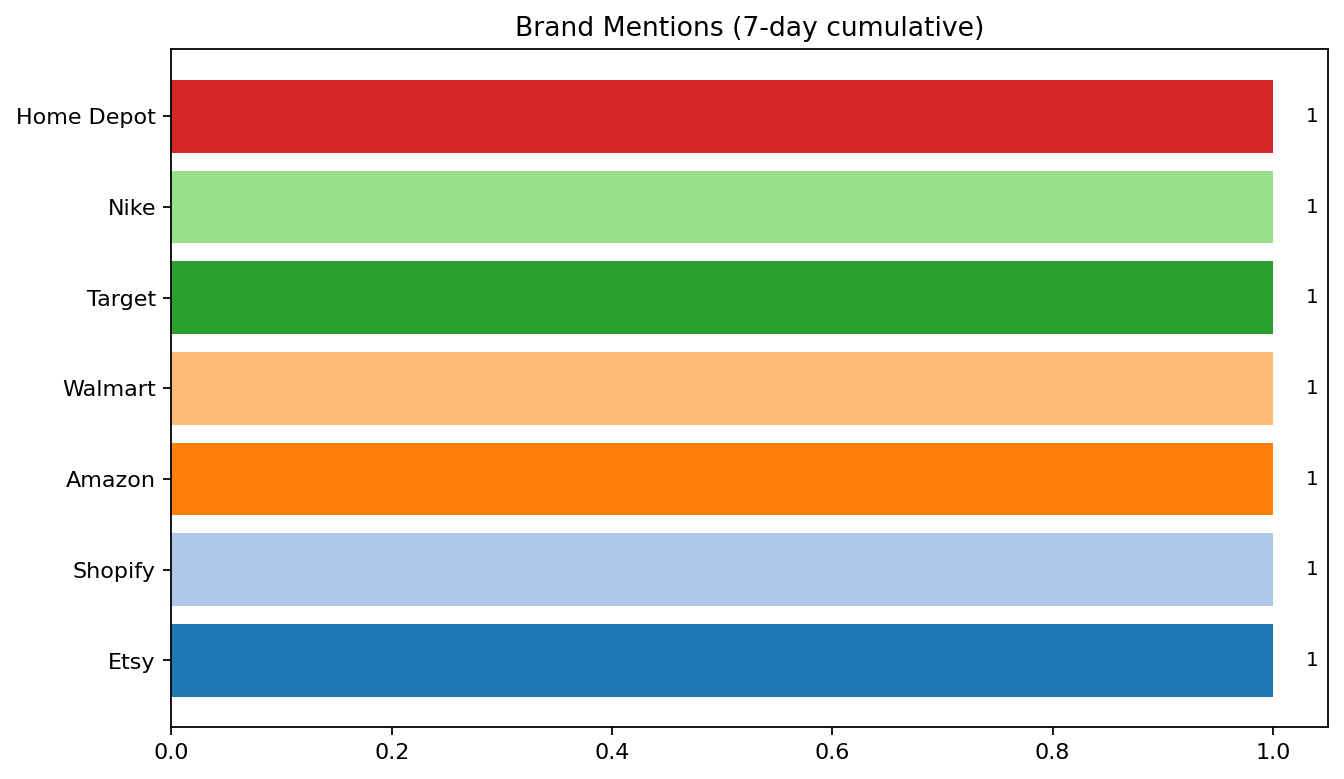 Brand Mentions (7-day cumulative)
Home Depot 1
Nike 1
Target 1
Walmart 1
Amazon 1
Shopify 1
Etsy 1
0.0 0.2 0.4 0.6 0.8 1.0